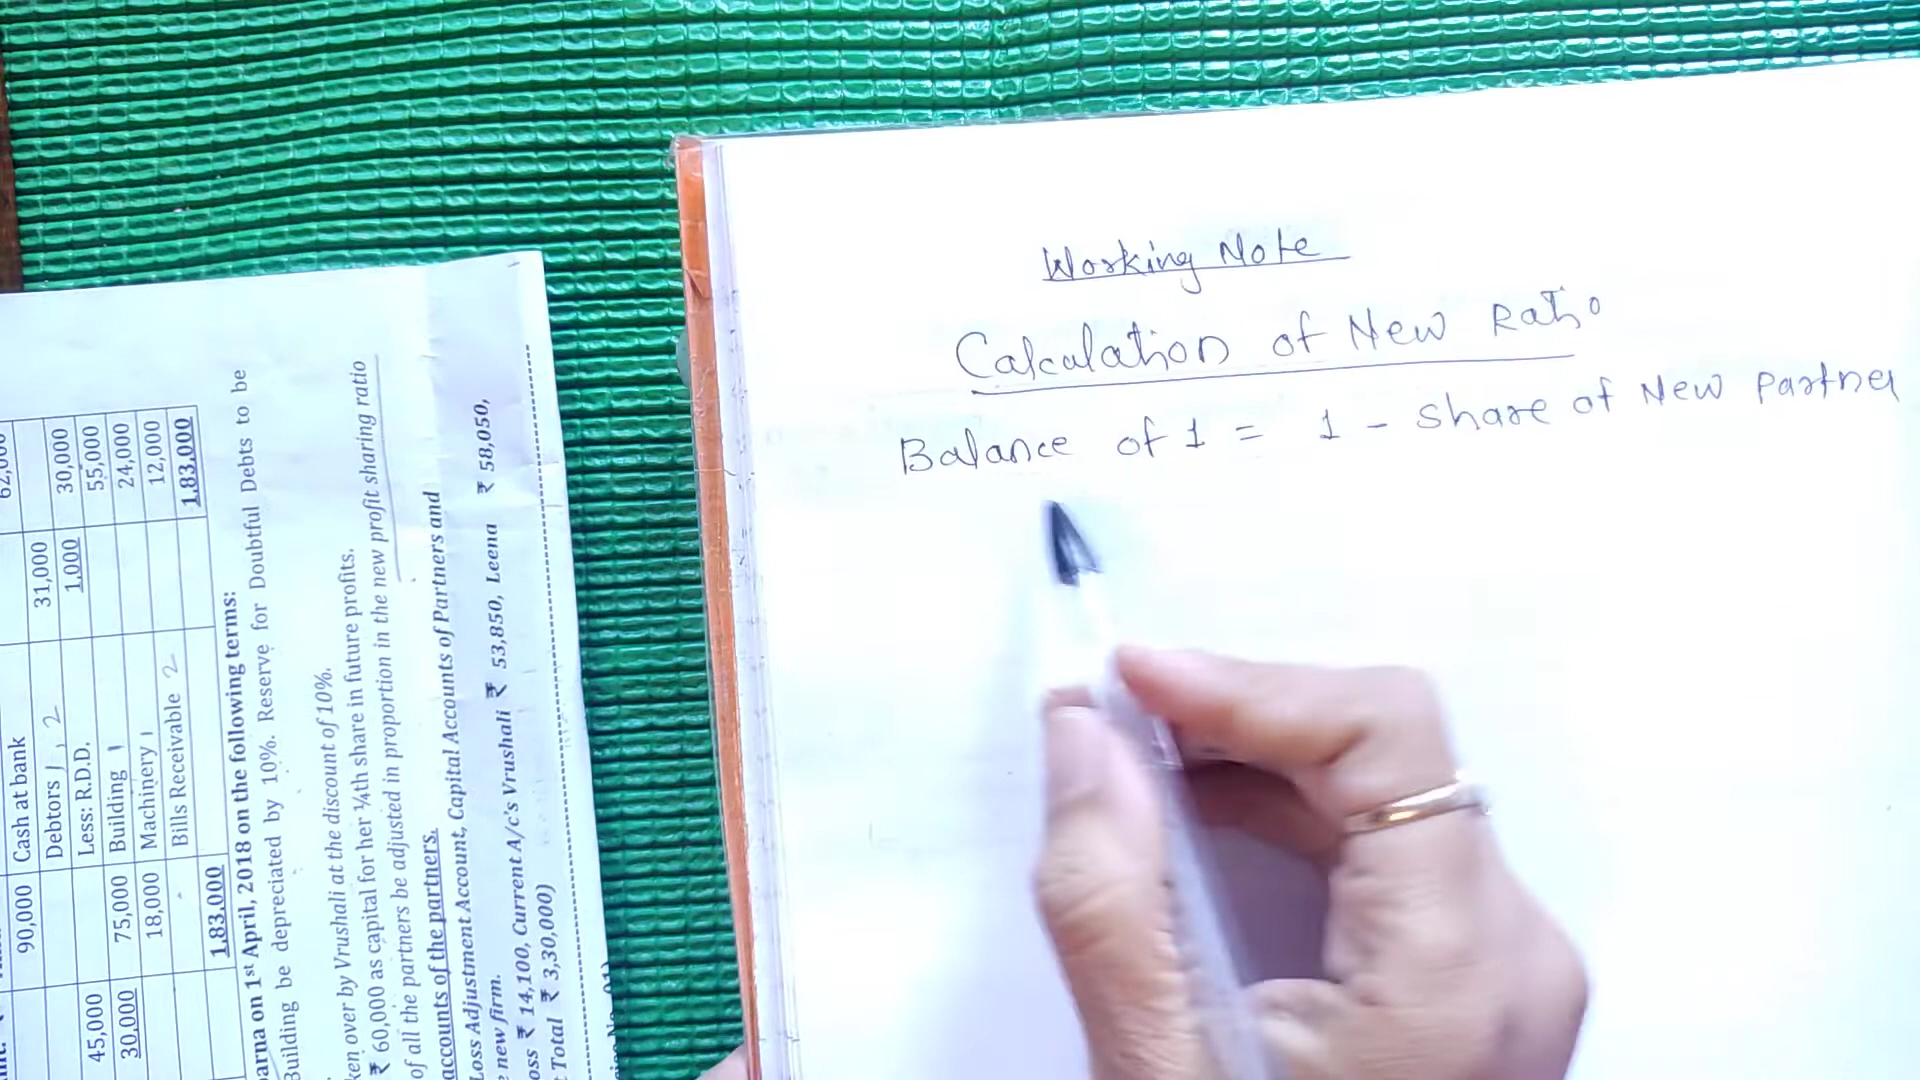 Working Note
Calculation of New Ratio
Balance of 1 = 1 - Share of New Partner
90,000 Cash at bank
Debtors 1, 2 31,000
Less: R.D.D. 1,000 30,000
45,000 75,000 Building 1 55,000
30,000 18,000 Machinery 1 24,000
Bills Receivable 2 12,000
1,83,000 1,83,000
arna on 1st April, 2018 on the following terms:
Building be depreciated by 10%. Reserve for Doubtful Debts to be
ken over by Vrushali at the discount of 10%.
₹ 60,000 as capital for her ¼th share in future profits.
of all the partners be adjusted in proportion in the new profit sharing ratio
accounts of the partners.
Loss Adjustment Account, Capital Accounts of Partners and
new firm.
oss ₹ 14,100, Current A/c's Vrushali ₹ 53,850, Leena ₹ 58,050,
Total ₹ 3,30,000)